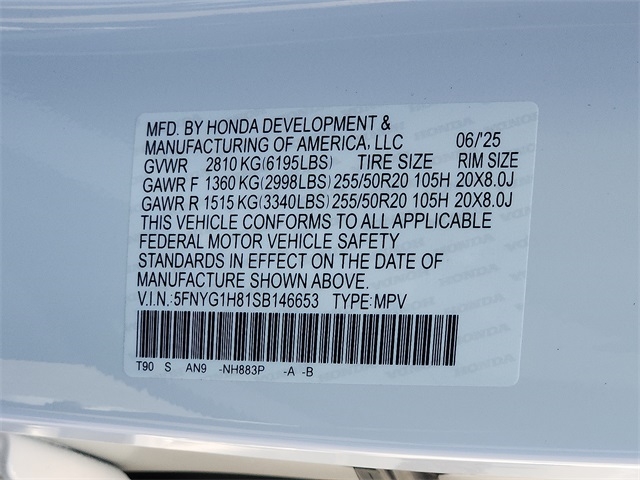 MFD. BY HONDA DEVELOPMENT &
MANUFACTURING OF AMERICA, LLC 06/'25
GVWR 2810 KG(6195LBS) TIRE SIZE RIM SIZE
GAWR F 1360 KG(2998LBS) 255/50R20 105H 20X8.0J
GAWR R 1515 KG(3340LBS) 255/50R20 105H 20X8.0J
THIS VEHICLE CONFORMS TO ALL APPLICABLE
FEDERAL MOTOR VEHICLE SAFETY
STANDARDS IN EFFECT ON THE DATE OF
MANUFACTURE SHOWN ABOVE.
V.I.N.:5FNYG1H81SB146653 TYPE:MPV
T90 S AN9 -NH883P -A -B